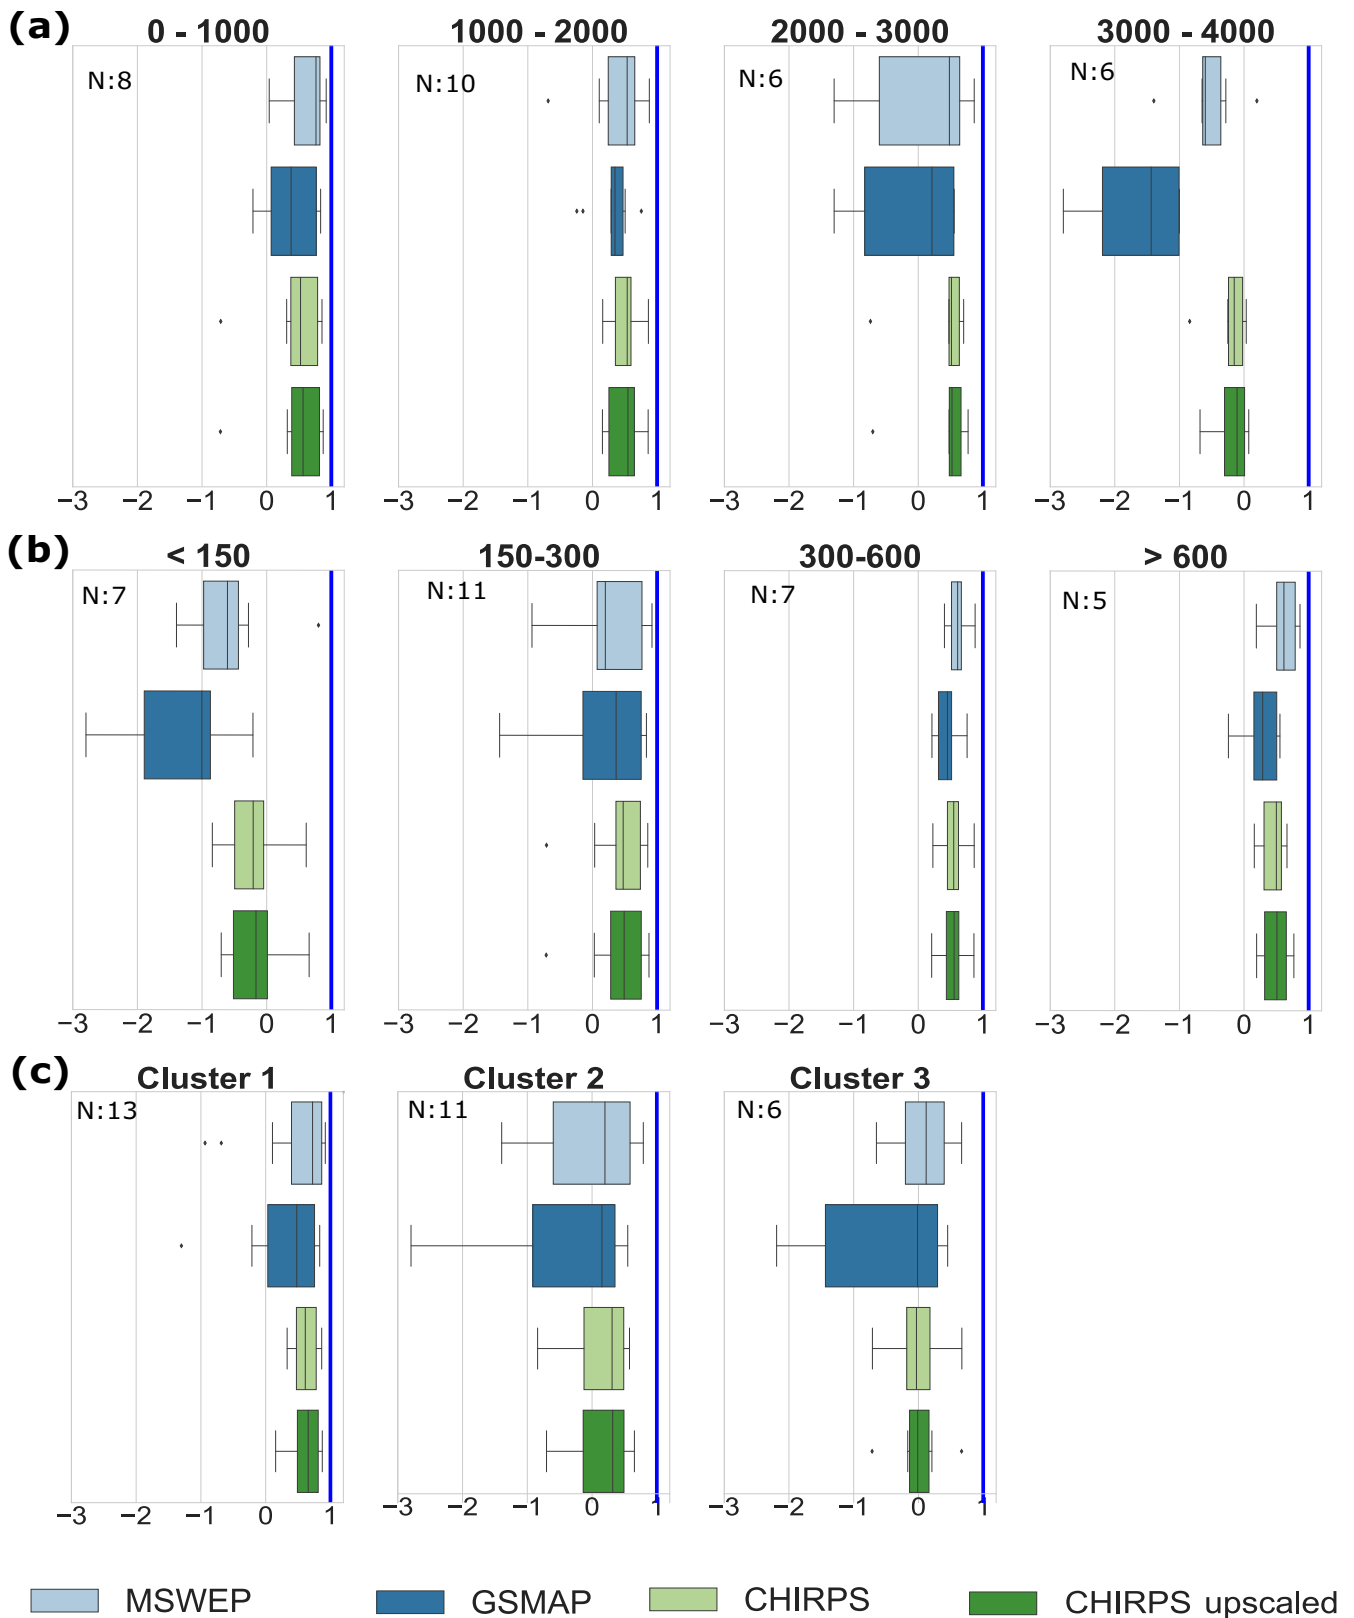 (a)
0 - 1000 1000 - 2000 2000 - 3000 3000 - 4000
N:8 N:10 N:6 N:6
−3 −2 −1 0 1 −3 −2 −1 0 1 −3 −2 −1 0 1 −3 −2 −1 0 1
(b)
< 150 150-300 300-600 > 600
N:7 N:11 N:7 N:5
−3 −2 −1 0 1 −3 −2 −1 0 1 −3 −2 −1 0 1 −3 −2 −1 0 1
(c)
Cluster 1 Cluster 2 Cluster 3
N:13 N:11 N:6
−3 −2 −1 0 1 −3 −2 −1 0 1 −3 −2 −1 0 1
MSWEP GSMAP CHIRPS CHIRPS upscaled